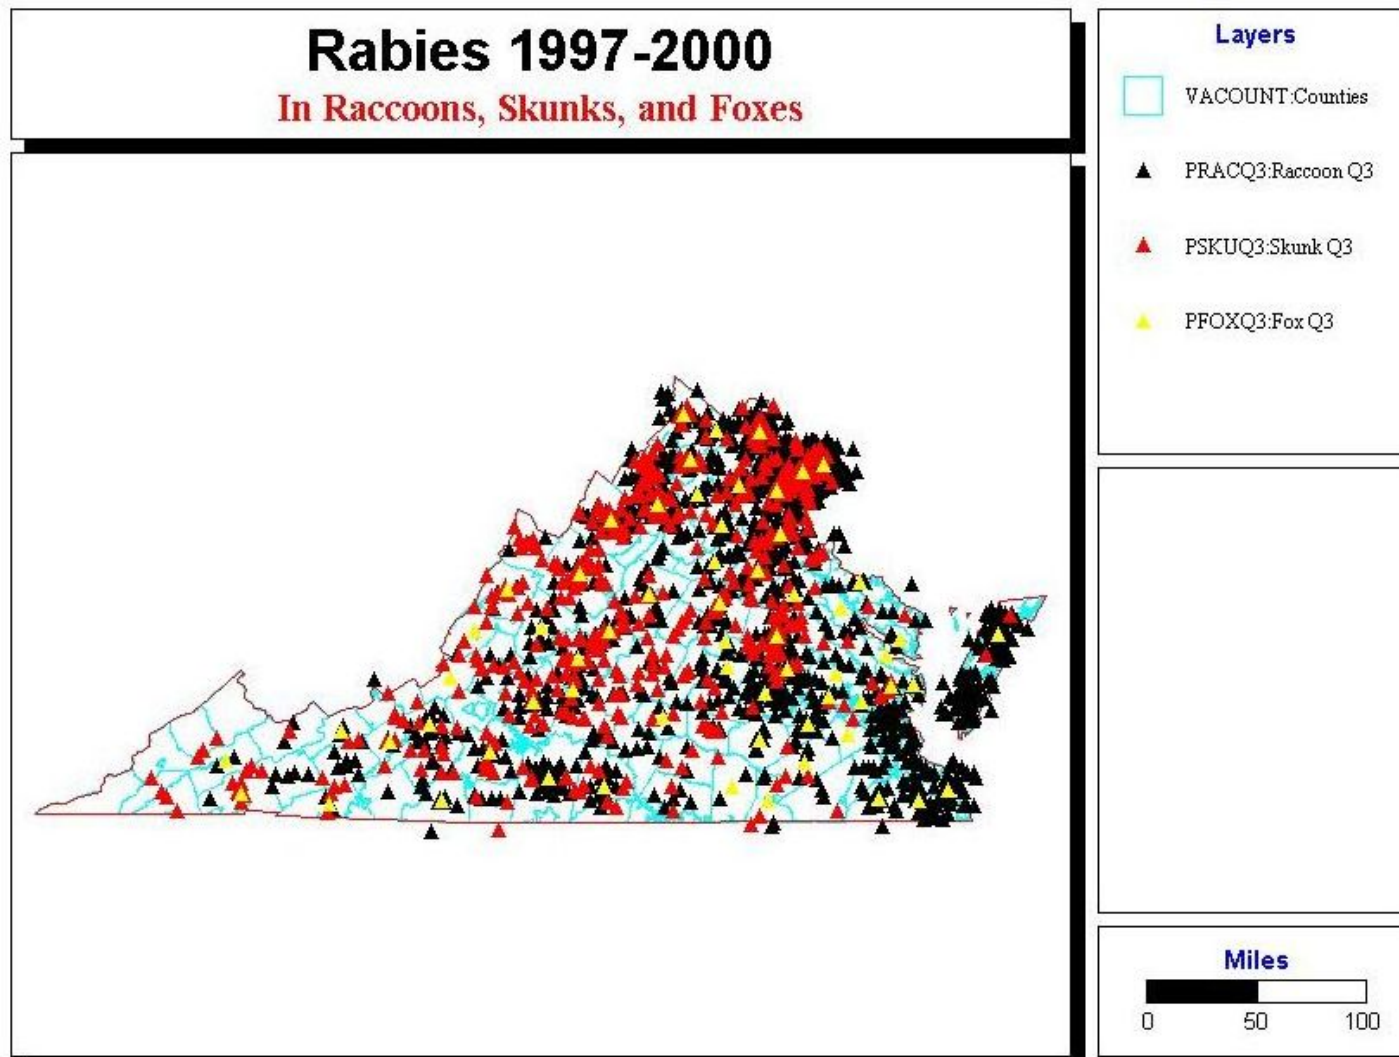 Rabies 1997-2000
In Raccoons, Skunks, and Foxes
Layers
VACOUNT:Counties
PRACQ3:Raccoon Q3
PSKUQ3:Skunk Q3
PFOXQ3:Fox Q3
Miles
0 50 100